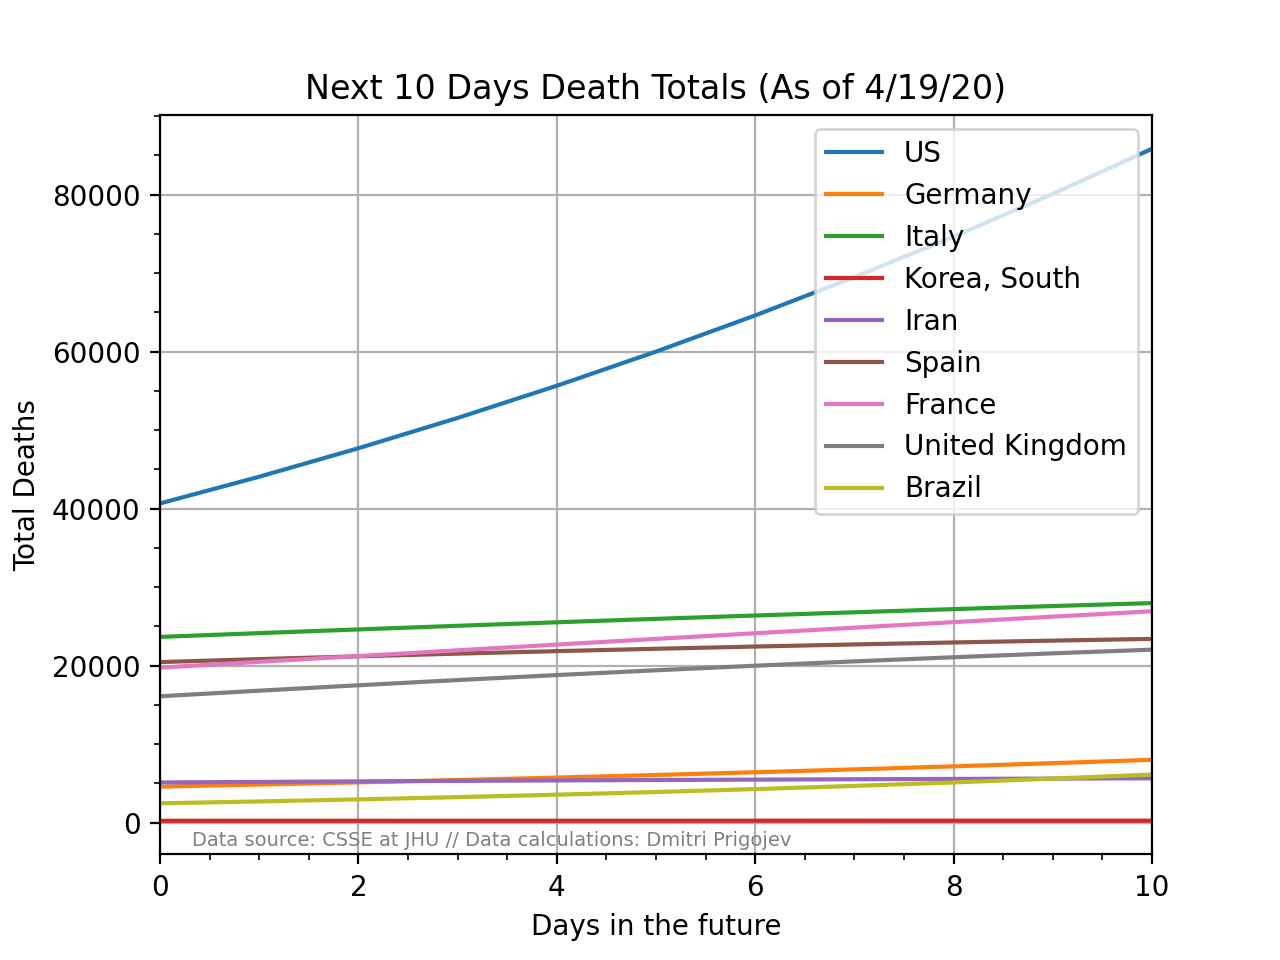 Next 10 Days Death Totals (As of 4/19/20)
US
Germany
Italy
Korea, South
Iran
Spain
France
United Kingdom
Brazil
80000
60000
40000
20000
0
Total Deaths
Data source: CSSE at JHU // Data calculations: Dmitri Prigojev
0 2 4 6 8 10
Days in the future